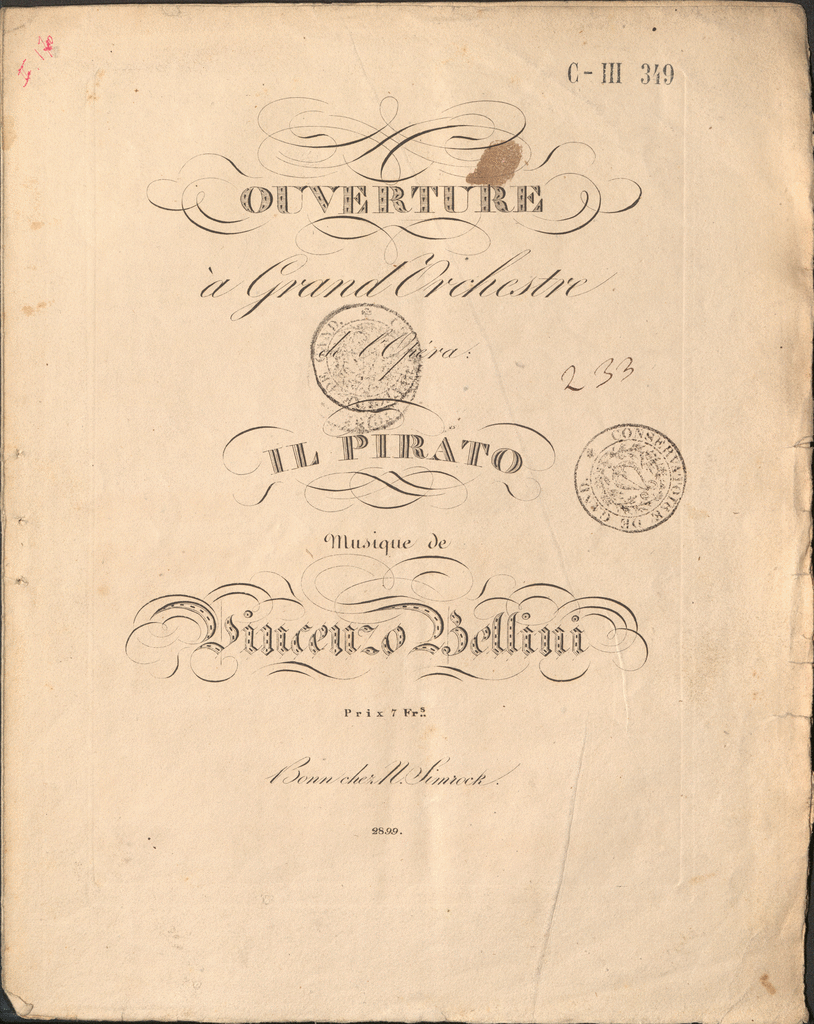 C - III 349
OUVERTURE
à Grand Orchestre
de l'Opéra:
233
IL PIRATO
CONSERVATOIRE DE GAND.
Musique de
Vincenzo Bellini
Prix 7 Frs.
Bonn chez N. Simrock.
2899.